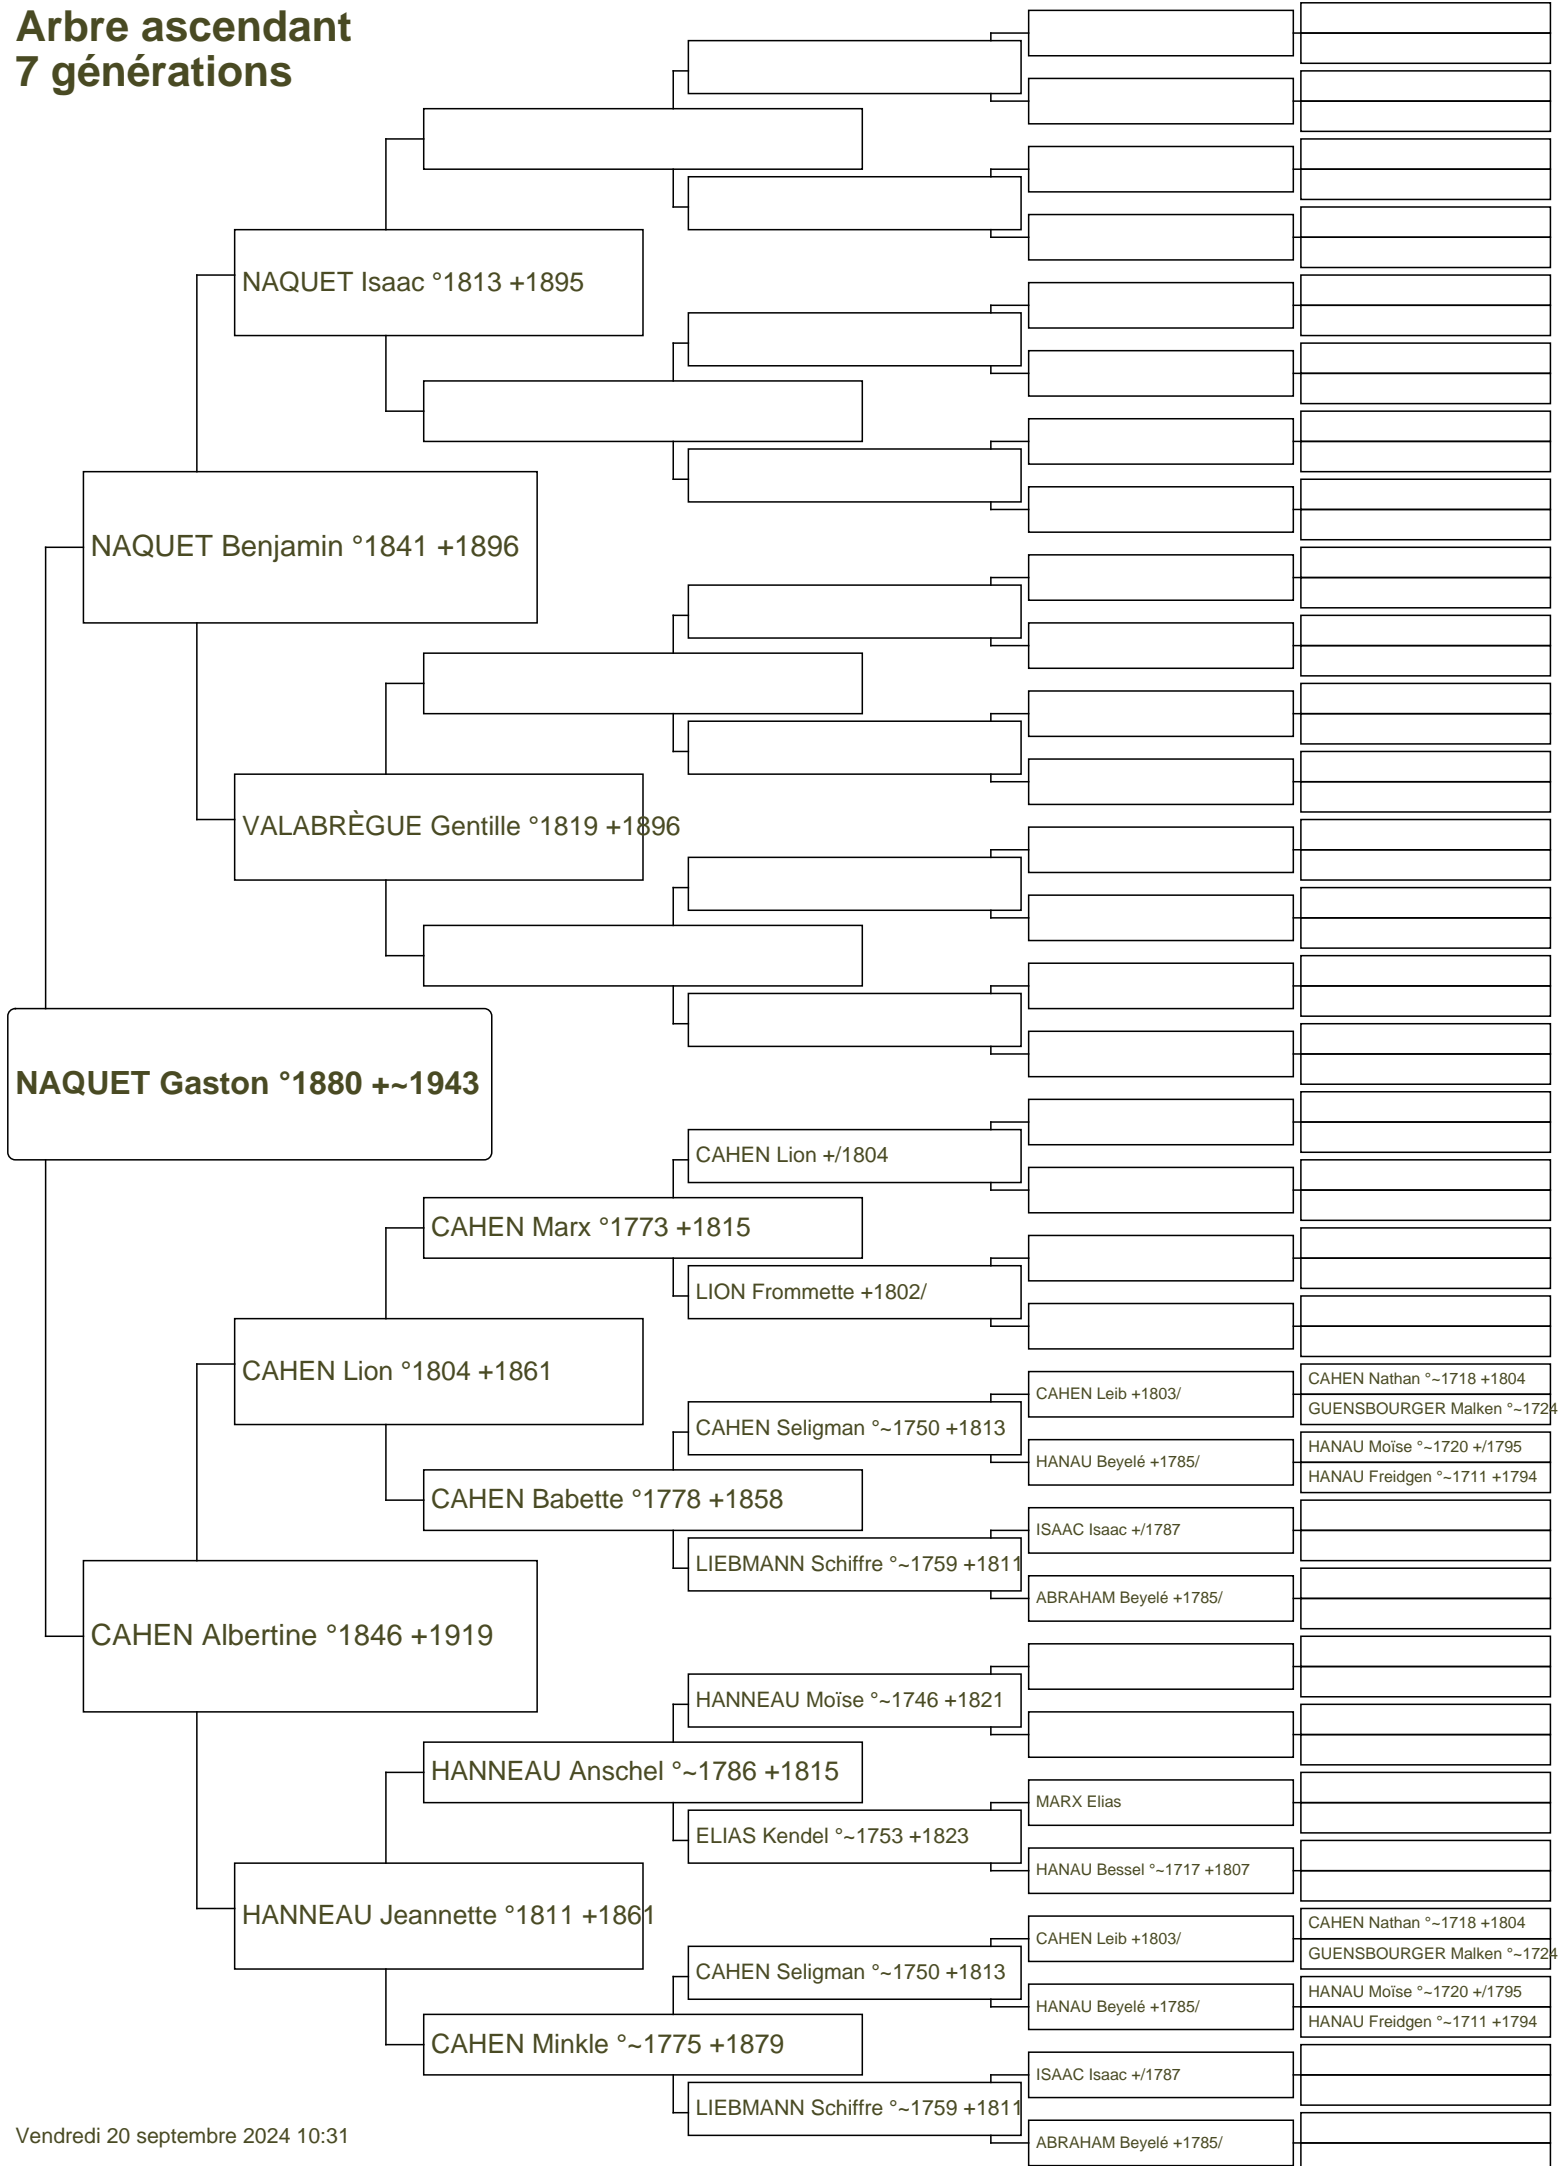 Arbre ascendant
7 générations
NAQUET Isaac °1813 +1895
NAQUET Benjamin °1841 +1896
VALABRÈGUE Gentille °1819 +1896
NAQUET Gaston °1880 +~1943
CAHEN Lion +/1804
CAHEN Marx °1773 +1815
LION Frommette +1802/
CAHEN Lion °1804 +1861
CAHEN Nathan °~1718 +1804
CAHEN Leib +1803/
GUENSBOURGER Malken °~1724
CAHEN Seligman °~1750 +1813
HANAU Moïse °~1720 +/1795
HANAU Beyelé +1785/
HANAU Freidgen °~1711 +1794
CAHEN Babette °1778 +1858
ISAAC Isaac +/1787
LIEBMANN Schiffre °~1759 +1811
ABRAHAM Beyelé +1785/
CAHEN Albertine °1846 +1919
HANNEAU Moïse °~1746 +1821
HANNEAU Anschel °~1786 +1815
MARX Elias
ELIAS Kendel °~1753 +1823
HANAU Bessel °~1717 +1807
HANNEAU Jeannette °1811 +1861
CAHEN Nathan °~1718 +1804
CAHEN Leib +1803/
GUENSBOURGER Malken °~1724
CAHEN Seligman °~1750 +1813
HANAU Moïse °~1720 +/1795
HANAU Beyelé +1785/
HANAU Freidgen °~1711 +1794
CAHEN Minkle °~1775 +1879
ISAAC Isaac +/1787
LIEBMANN Schiffre °~1759 +1811
ABRAHAM Beyelé +1785/
Vendredi 20 septembre 2024 10:31